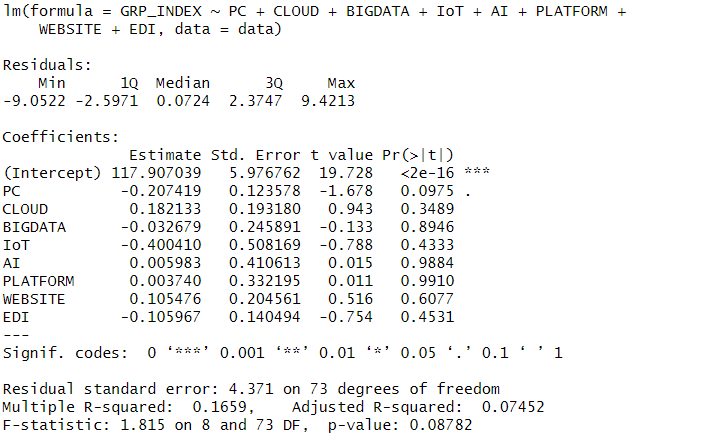 lm(formula = GRP_INDEX ~ PC + CLOUD + BIGDATA + IoT + AI + PLATFORM +
    WEBSITE + EDI, data = data)

Residuals:
    Min      1Q  Median      3Q     Max
-9.0522 -2.5971  0.0724  2.3747  9.4213

Coefficients:
              Estimate Std. Error t value Pr(>|t|)
(Intercept) 117.907039   5.976762  19.728   <2e-16 ***
PC           -0.207419   0.123578  -1.678   0.0975 .
CLOUD         0.182133   0.193180   0.943   0.3489
BIGDATA      -0.032679   0.245891  -0.133   0.8946
IoT          -0.400410   0.508169  -0.788   0.4333
AI            0.005983   0.410613   0.015   0.9884
PLATFORM      0.003740   0.332195   0.011   0.9910
WEBSITE       0.105476   0.204561   0.516   0.6077
EDI          -0.105967   0.140494  -0.754   0.4531
---
Signif. codes:  0 ‘***’ 0.001 ‘**’ 0.01 ‘*’ 0.05 ‘.’ 0.1 ‘ ’ 1

Residual standard error: 4.371 on 73 degrees of freedom
Multiple R-squared:  0.1659,    Adjusted R-squared:  0.07452
F-statistic: 1.815 on 8 and 73 DF,  p-value: 0.08782